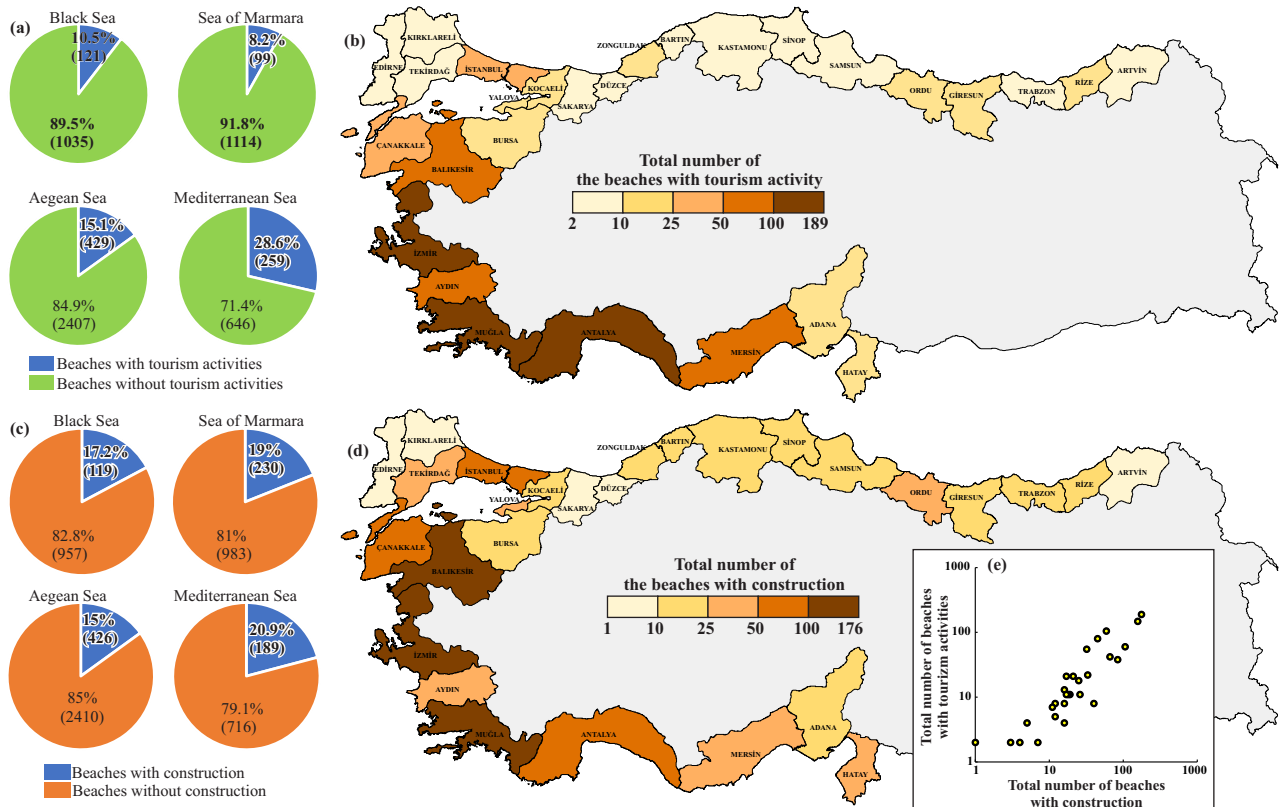 (a)
Black Sea
10.5%
(121)
89.5%
(1035)
Sea of Marmara
8.2%
(99)
91.8%
(1114)
Aegean Sea
15.1%
(429)
84.9%
(2407)
Mediterranean Sea
28.6%
(259)
71.4%
(646)
Beaches with tourism activities
Beaches without tourism activities
(b)
KIRKLARELİ
EDİRNE
TEKİRDAĞ
İSTANBUL
YALOVA
KOCAELİ
SAKARYA
DÜZCE
ZONGULDAK
BARTIN
KASTAMONU
SİNOP
SAMSUN
ORDU
GİRESUN
TRABZON
RİZE
ARTVİN
ÇANAKKALE
BALIKESİR
BURSA
İZMİR
AYDIN
MUĞLA
ANTALYA
MERSİN
ADANA
HATAY
Total number of
the beaches with tourism activity
2 10 25 50 100 189
(c)
Black Sea
17.2%
(119)
82.8%
(957)
Sea of Marmara
19%
(230)
81%
(983)
Aegean Sea
15%
(426)
85%
(2410)
Mediterranean Sea
20.9%
(189)
79.1%
(716)
Beaches with construction
Beaches without construction
(d)
KIRKLARELİ
EDİRNE
TEKİRDAĞ
İSTANBUL
YALOVA
KOCAELİ
SAKARYA
DÜZCE
ZONGULDAK
BARTIN
KASTAMONU
SİNOP
SAMSUN
ORDU
GİRESUN
TRABZON
RİZE
ARTVİN
ÇANAKKALE
BALIKESİR
BURSA
İZMİR
AYDIN
MUĞLA
ANTALYA
MERSİN
ADANA
HATAY
Total number of
the beaches with construction
1 10 25 50 100 176
(e)
Total number of beaches
with tourism activities
1000
100
10
1
1 10 100 1000
Total number of beaches
with construction